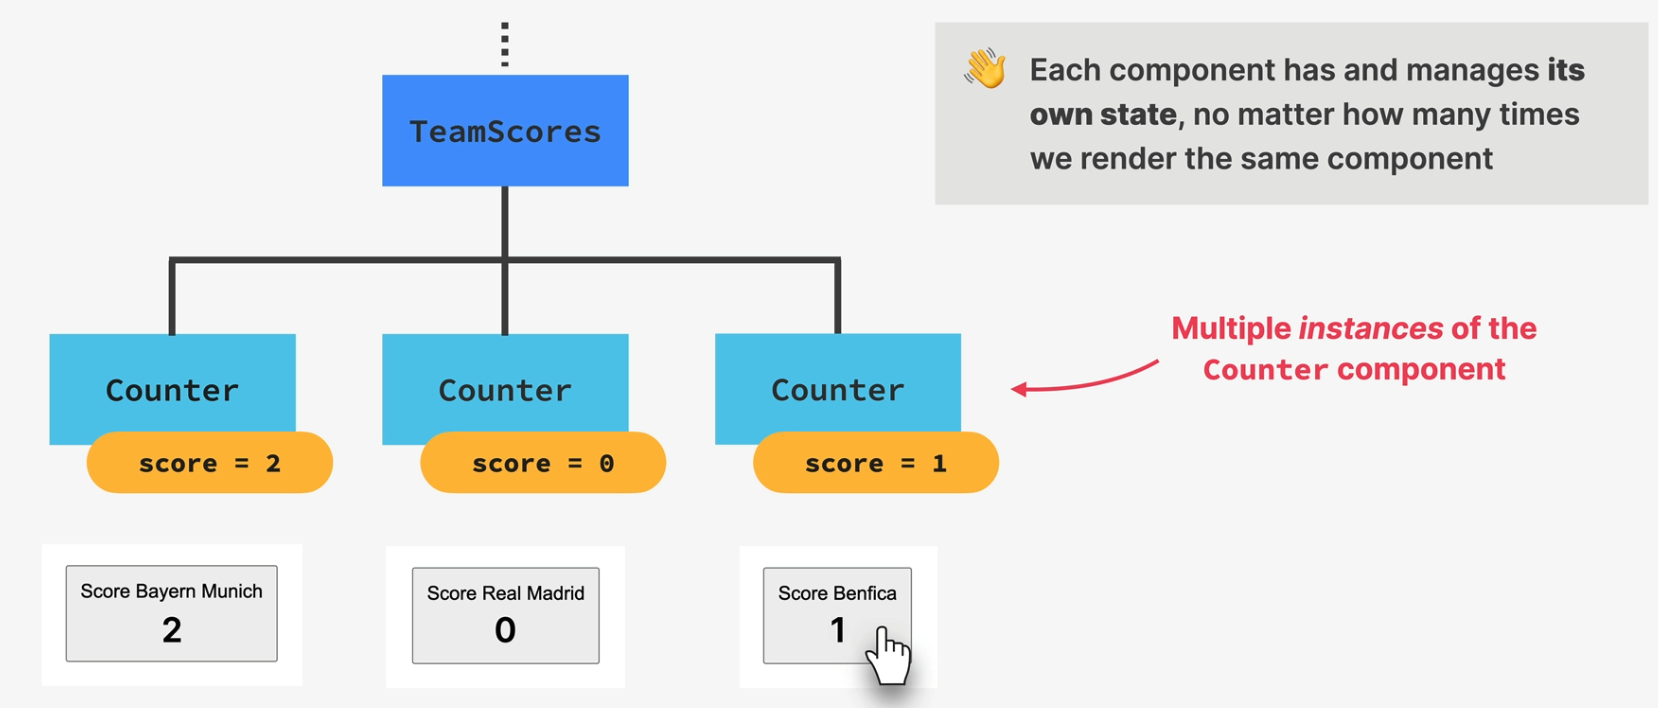 TeamScores
Each component has and manages its
own state, no matter how many times
we render the same component
Multiple instances of the
Counter component
Counter
score = 2
Counter
score = 0
Counter
score = 1
Score Bayern Munich
2
Score Real Madrid
0
Score Benfica
1